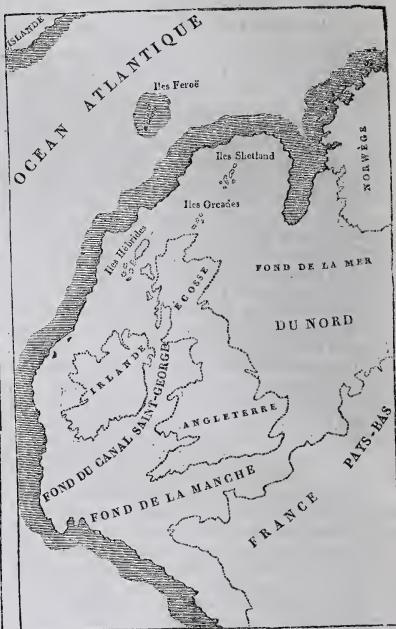 ISLANDE
OCÉAN ATLANTIQUE
Iles Feroë
NORWÈGE
Iles Shetland
Iles Orcades
Iles Hébrides
ÉCOSSE
FOND DE LA MER
DU NORD
IRLANDE
FOND DU CANAL SAINT-GEORGE
ANGLETERRE
PAYS-BAS
FOND DE LA MANCHE
FRANCE